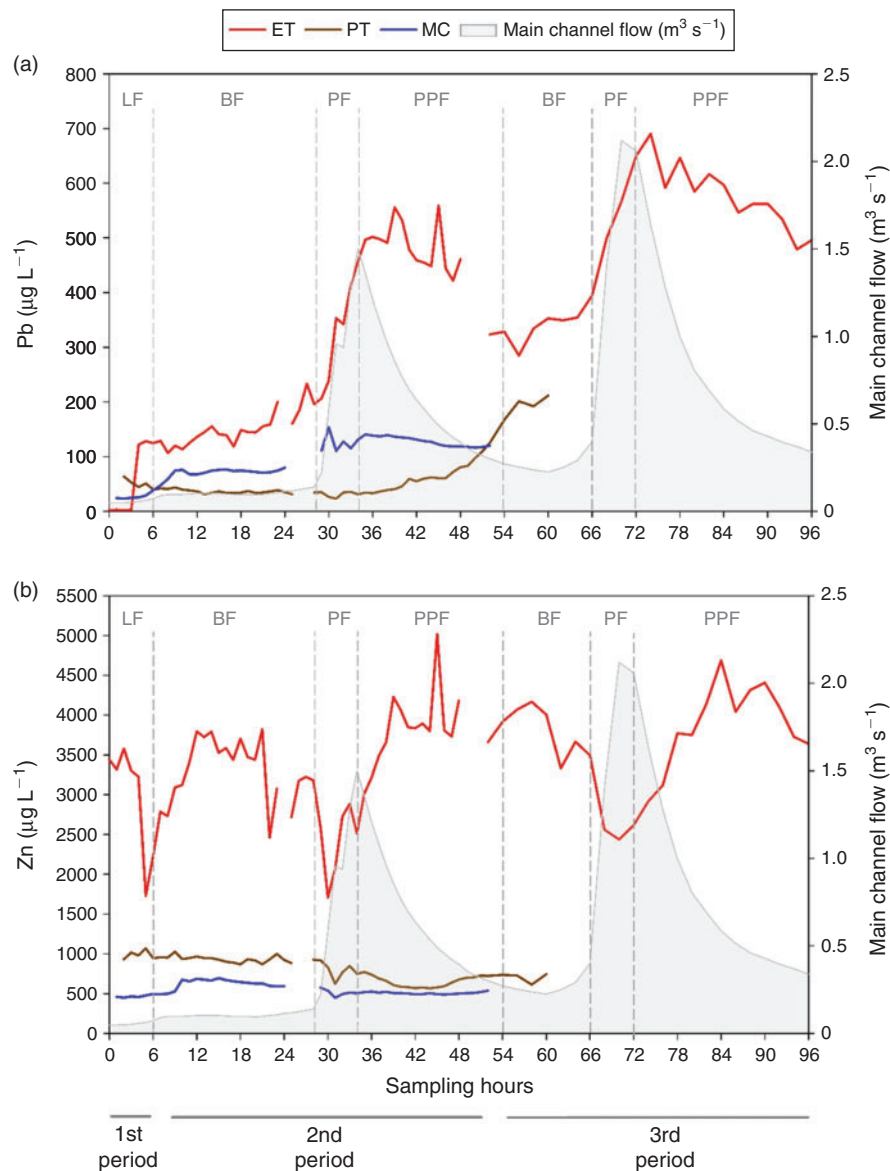 ET PT MC Main channel flow (m³ s⁻¹)
(a)
LF BF PF PPF BF PF PPF
800
700
600
500
400
300
200
100
0
Pb (µg L⁻¹)
2.5
2.0
1.5
1.0
0.5
0
Main channel flow (m³ s⁻¹)
0 6 12 18 24 30 36 42 48 54 60 66 72 78 84 90 96
(b)
LF BF PF PPF BF PF PPF
5500
5000
4500
4000
3500
3000
2500
2000
1500
1000
500
0
Zn (µg L⁻¹)
2.5
2.0
1.5
1.0
0.5
0
Main channel flow (m³ s⁻¹)
0 6 12 18 24 30 36 42 48 54 60 66 72 78 84 90 96
Sampling hours
1st period
2nd period
3rd period